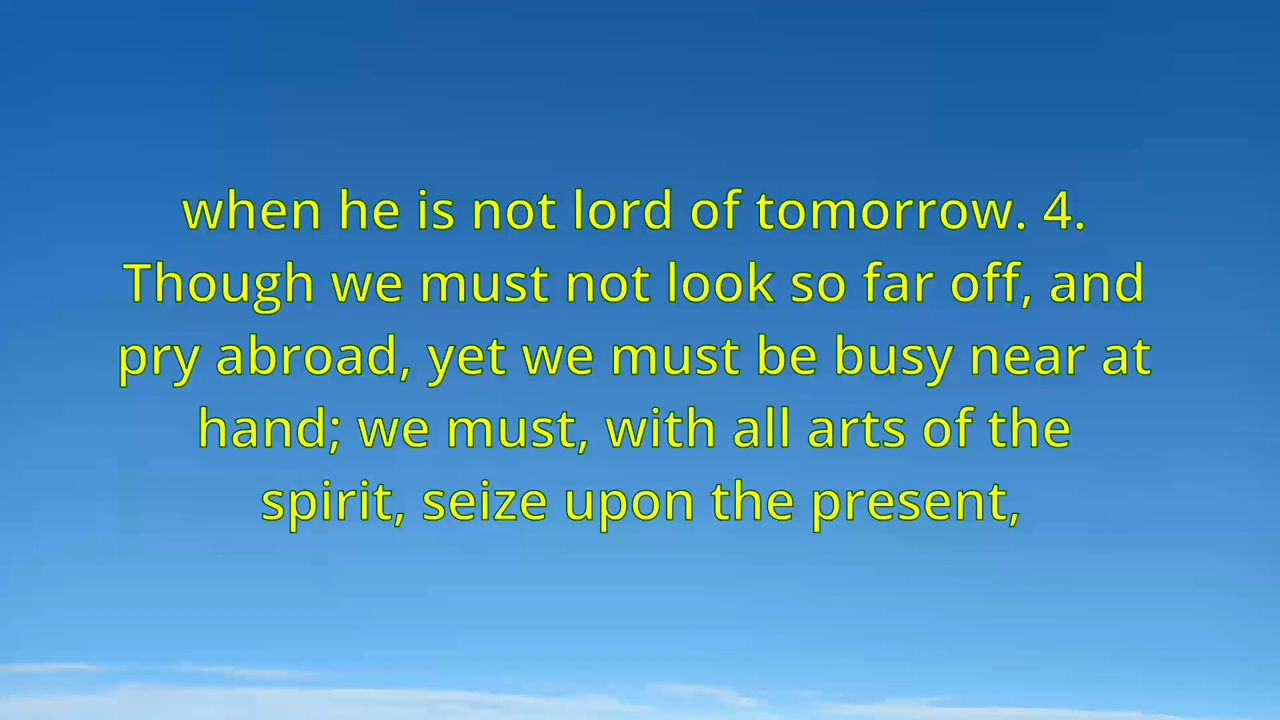 when he is not lord of tomorrow. 4.
Though we must not look so far off, and
pry abroad, yet we must be busy near at
hand; we must, with all arts of the
spirit, seize upon the present,